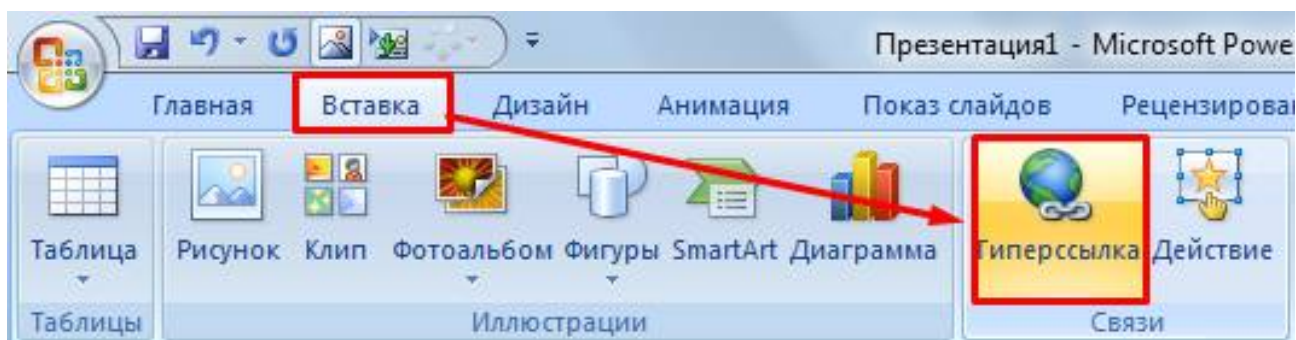 Презентация1 - Microsoft Powe
Главная Вставка Дизайн Анимация Показ слайдов Рецензирова
Таблица Рисунок Клип Фотоальбом Фигуры SmartArt Диаграмма Гиперссылка Действие
Таблицы Иллюстрации Связи